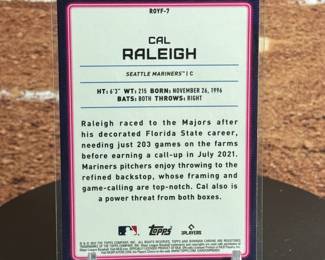 ROYF-7
CAL
RALEIGH
SEATTLE MARINERS | C
HT: 6'3" WT: 215 BORN: NOVEMBER 26, 1996
BATS: BOTH THROWS: RIGHT
Raleigh raced to the Majors after
his decorated Florida State career,
needing just 203 games on the farms
before earning a call-up in July 2021.
Mariners pitchers enjoy throwing to the
refined backstop, whose framing and
game-calling are top-notch. Cal also is
a power threat from both boxes.
topps
PLAYERS